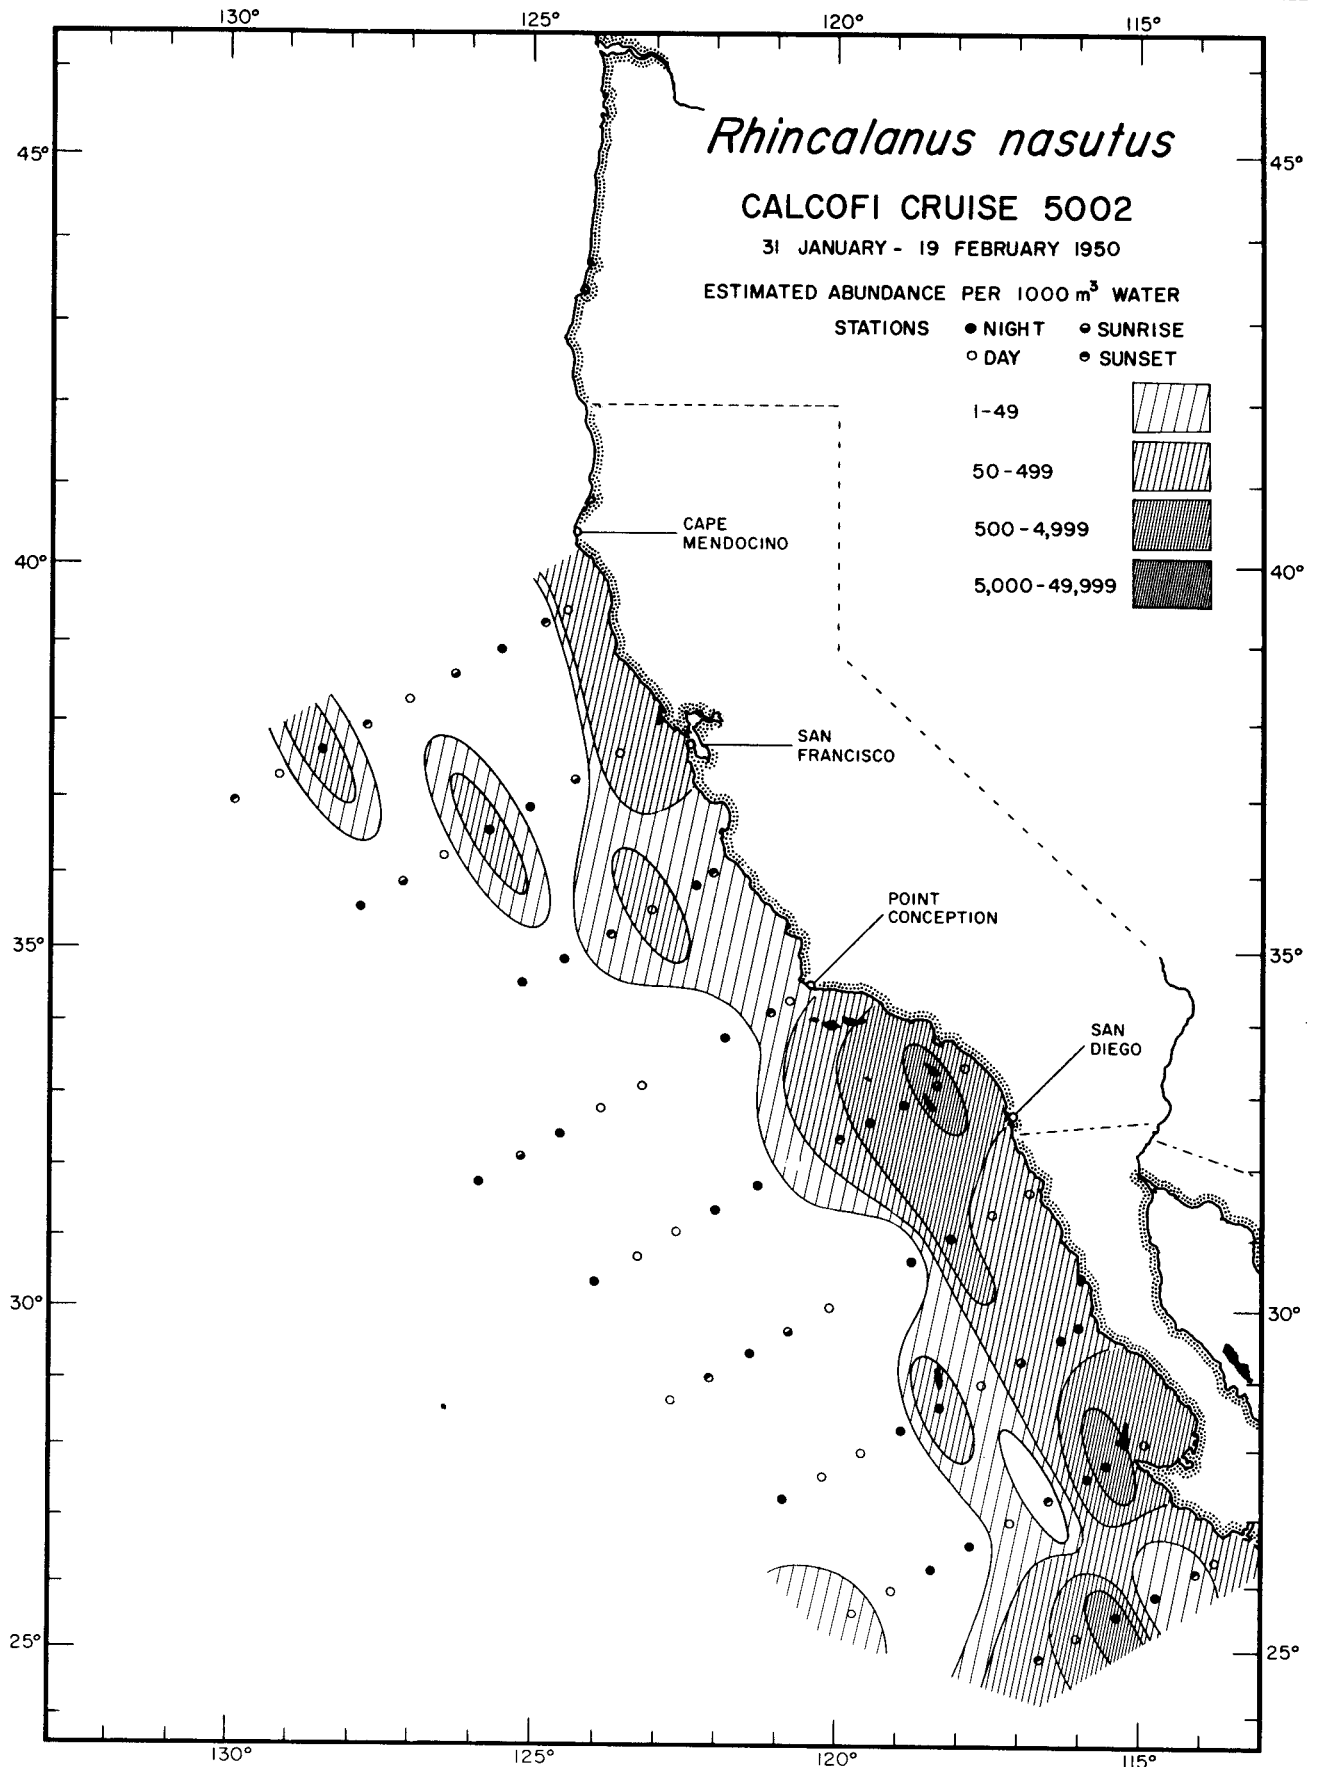 130° 125° 120° 115°
Rhincalanus nasutus
45° 45°
CALCOFI CRUISE 5002
31 JANUARY - 19 FEBRUARY 1950
ESTIMATED ABUNDANCE PER 1000 m³ WATER
STATIONS ● NIGHT ◒ SUNRISE
○ DAY ◓ SUNSET
1-49
50-499
500-4,999
5,000-49,999
CAPE
MENDOCINO
40° 40°
SAN
FRANCISCO
POINT
CONCEPTION
35° 35°
SAN
DIEGO
30° 30°
25° 25°
130° 125° 120° 115°